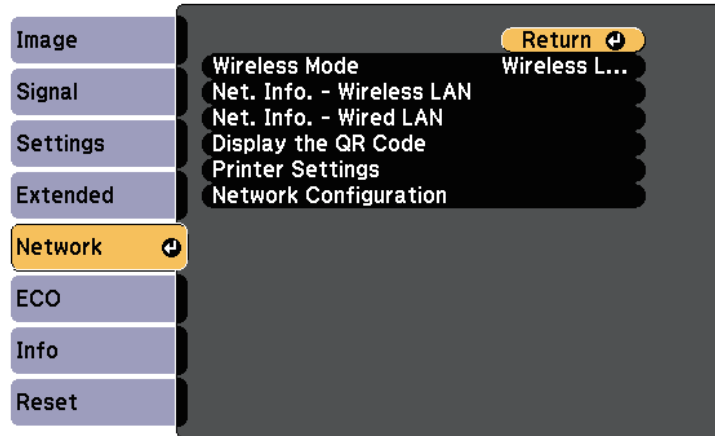 Image
Signal
Settings
Extended
Network
ECO
Info
Reset
Return
Wireless Mode Wireless L...
Net. Info. - Wireless LAN
Net. Info. - Wired LAN
Display the QR Code
Printer Settings
Network Configuration